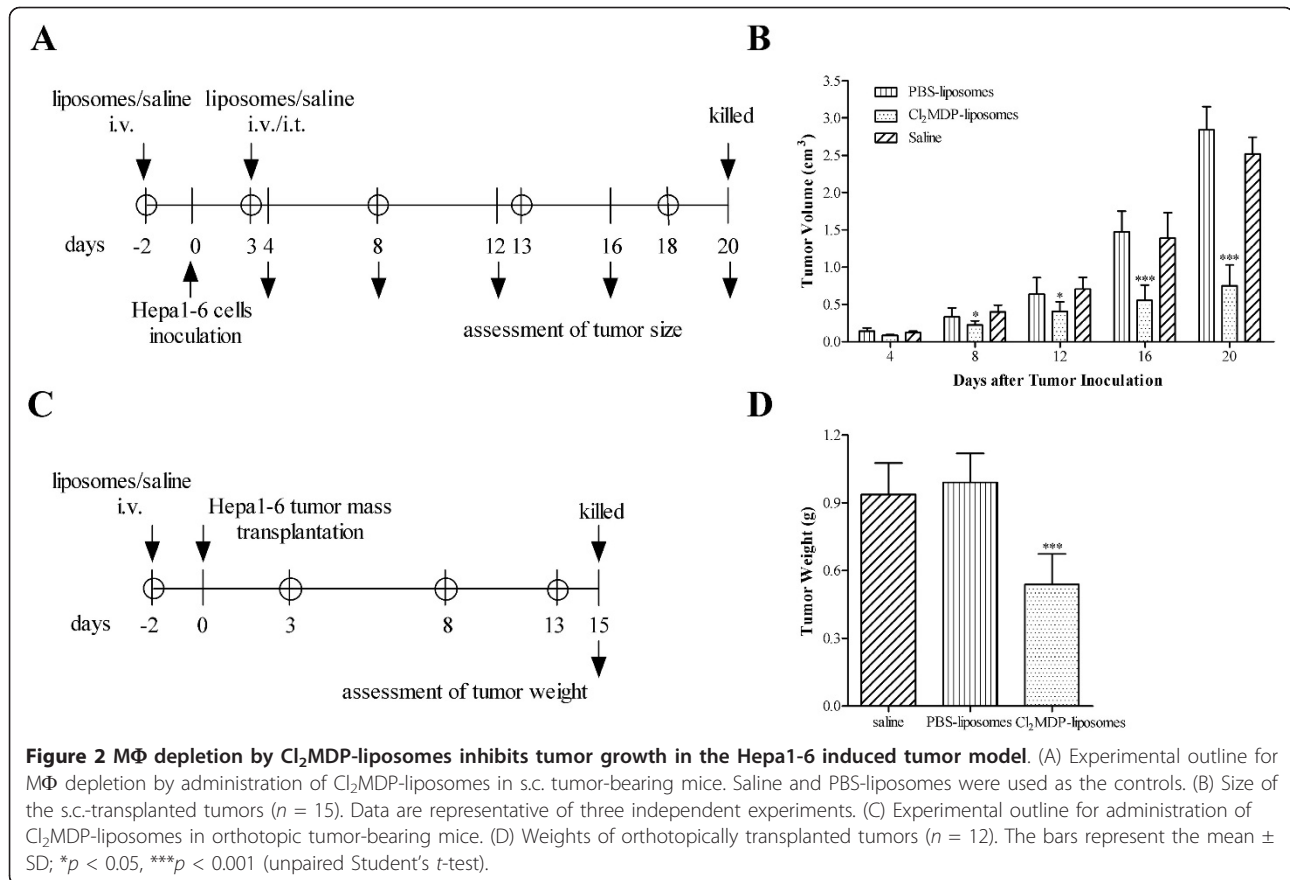 A
liposomes/saline
i.v.
liposomes/saline
i.v./i.t.
killed
days -2 0 3 4 8 12 13 16 18 20
Hepa1-6 cells
inoculation
assessment of tumor size
B
PBS-liposomes
Cl₂MDP-liposomes
Saline
Tumor Volume (cm³)
3.5
3.0
2.5
2.0
1.5
1.0
0.5
0.0
* * *** ***
4 8 12 16 20
Days after Tumor Inoculation
C
liposomes/saline
i.v.
Hepa1-6 tumor mass
transplantation
killed
days -2 0 3 8 13 15
assessment of tumor weight
D
Tumor Weight (g)
1.2
0.9
0.6
0.3
0.0
***
saline PBS-liposomes Cl₂MDP-liposomes
Figure 2 MΦ depletion by Cl₂MDP-liposomes inhibits tumor growth in the Hepa1-6 induced tumor model. (A) Experimental outline for
MΦ depletion by administration of Cl₂MDP-liposomes in s.c. tumor-bearing mice. Saline and PBS-liposomes were used as the controls. (B) Size of
the s.c.-transplanted tumors (n = 15). Data are representative of three independent experiments. (C) Experimental outline for administration of
Cl₂MDP-liposomes in orthotopic tumor-bearing mice. (D) Weights of orthotopically transplanted tumors (n = 12). The bars represent the mean ±
SD; *p < 0.05, ***p < 0.001 (unpaired Student's t-test).